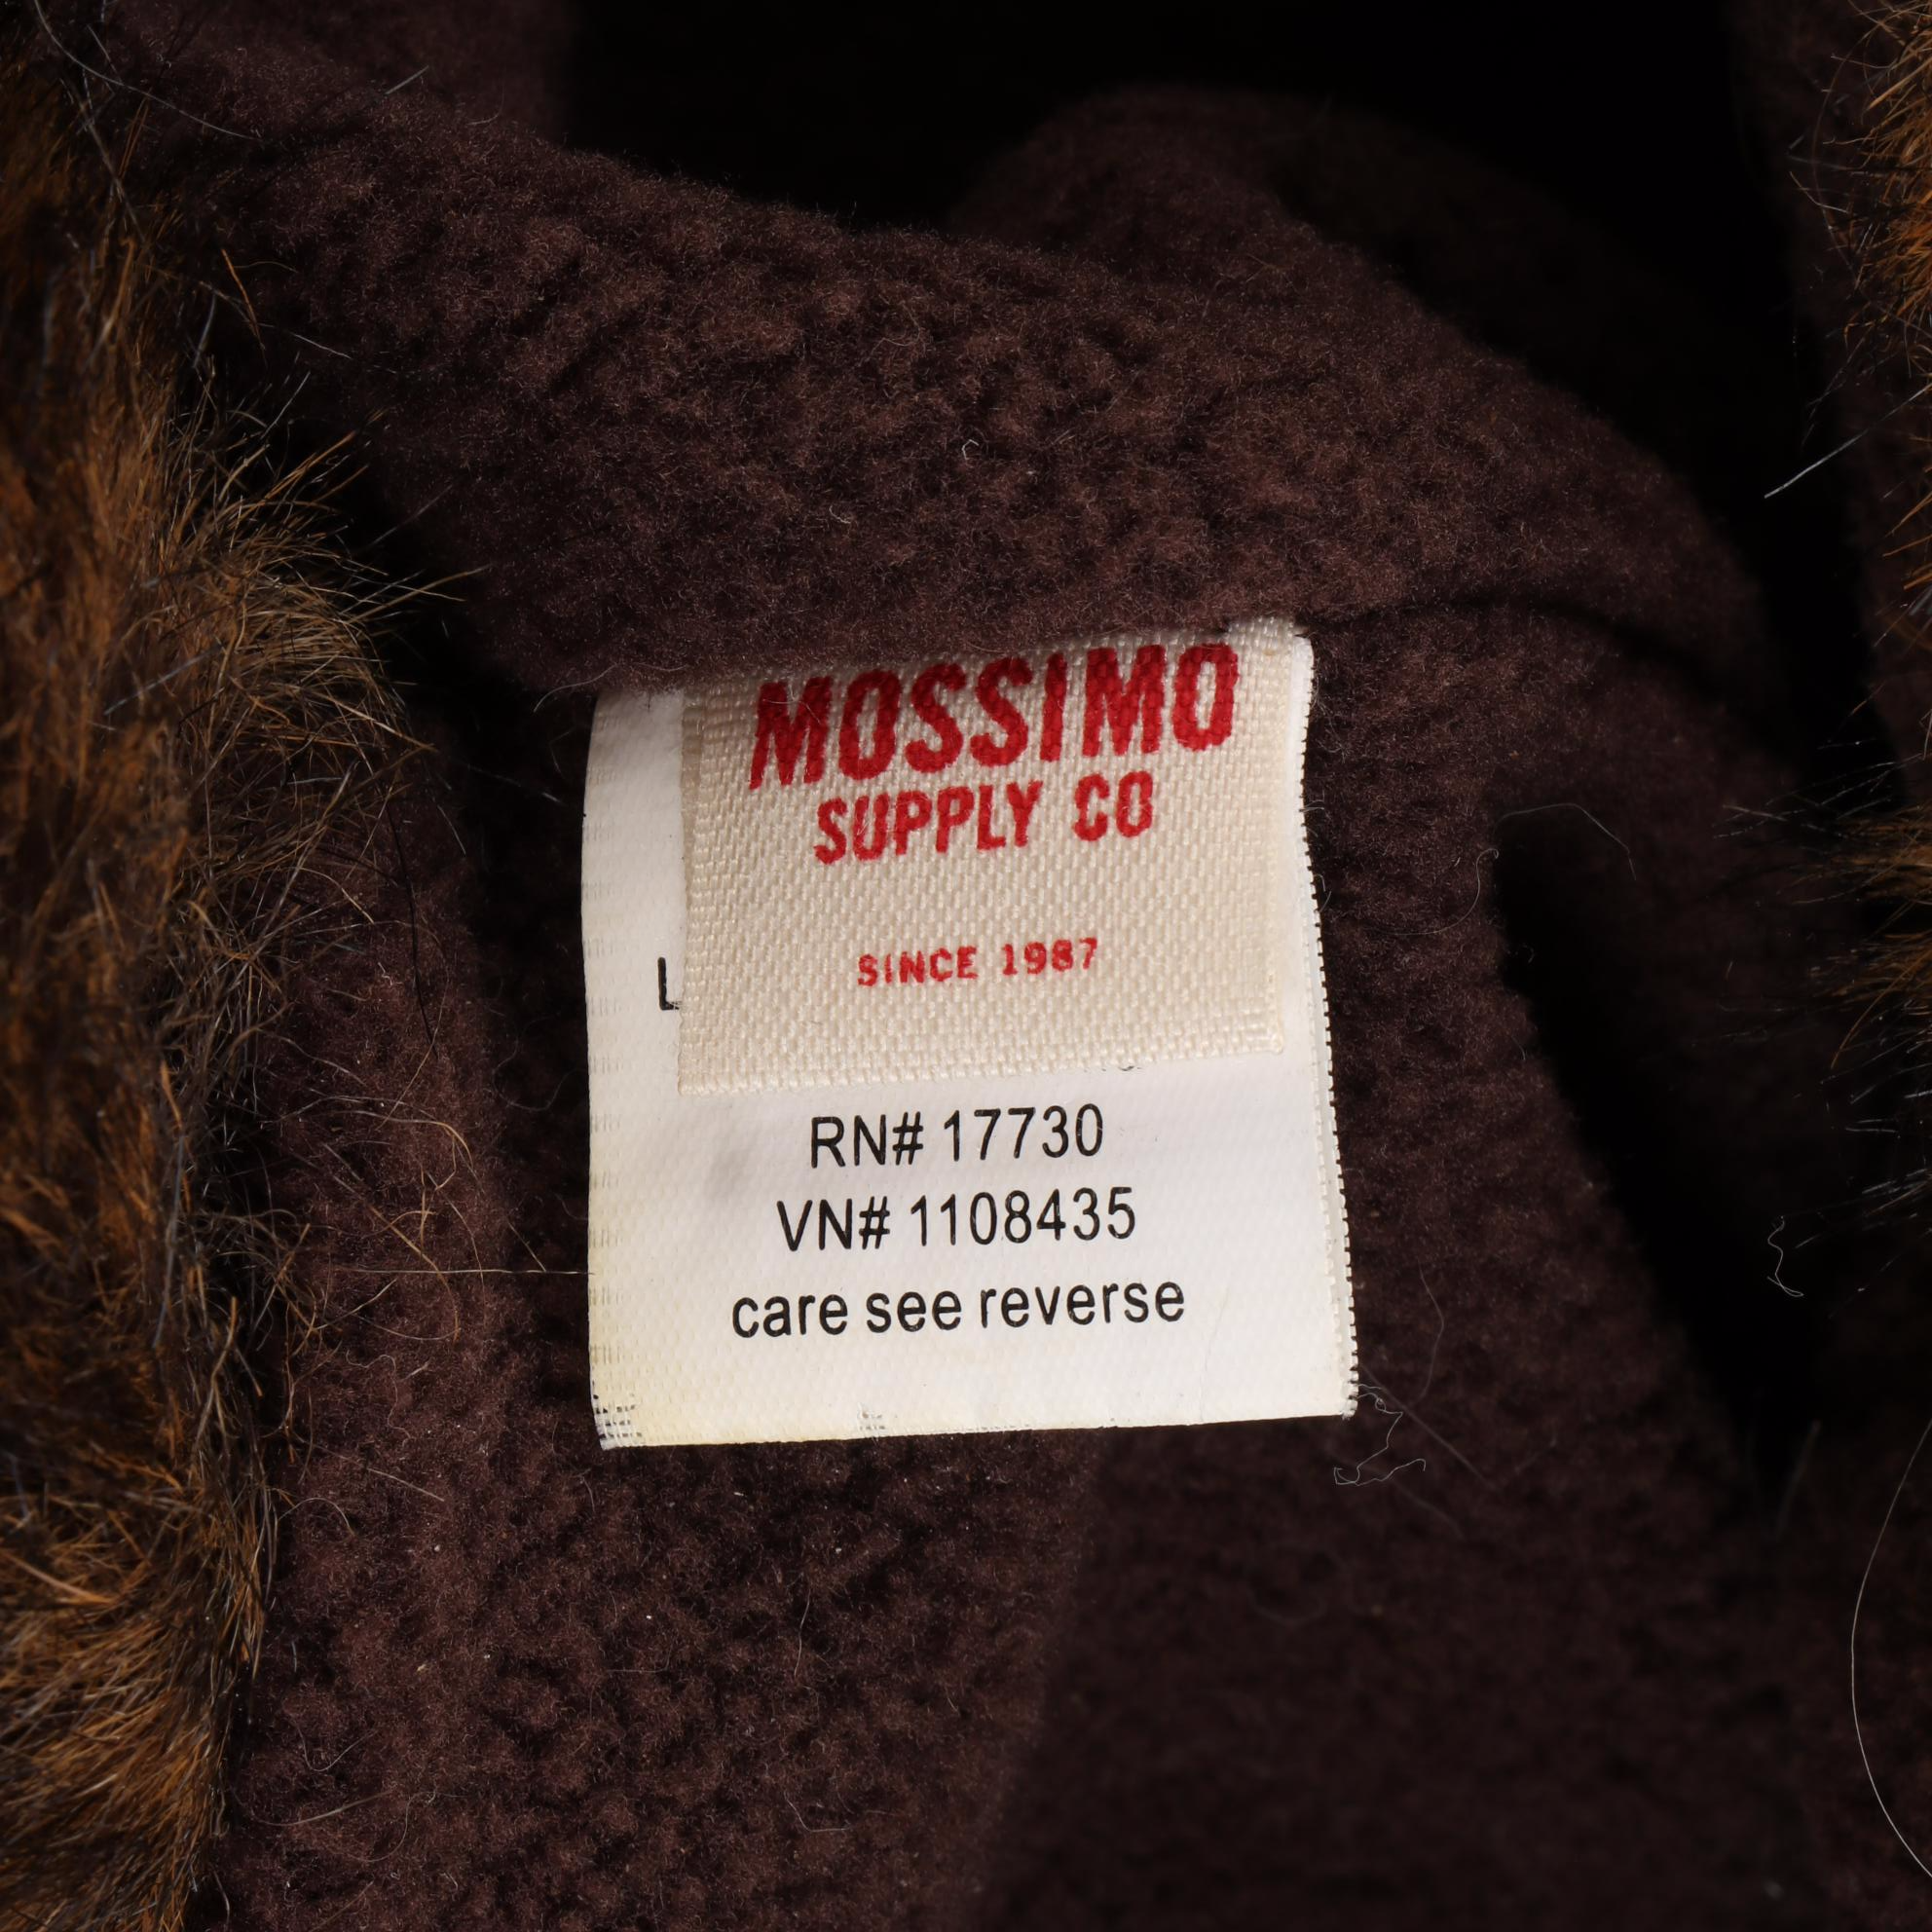 MOSSIMO
SUPPLY CO
SINCE 1987
L
RN# 17730
VN# 1108435
care see reverse